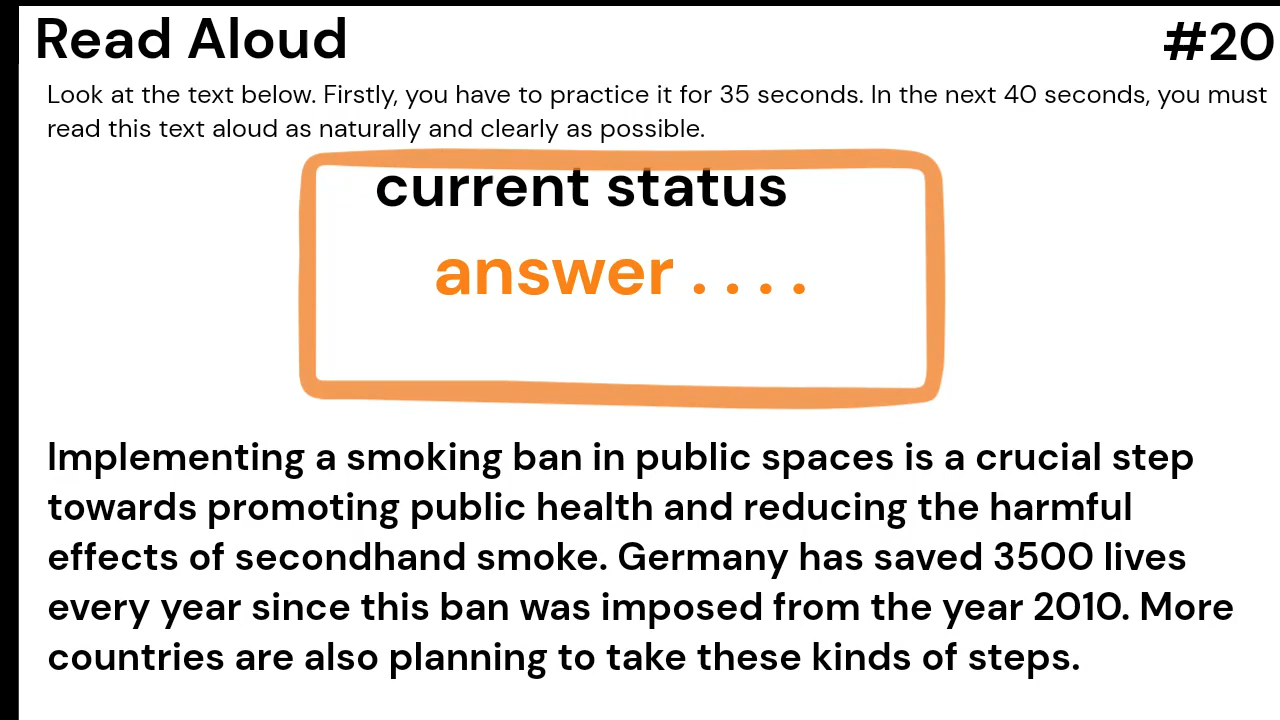 Read Aloud
#20
Look at the text below. Firstly, you have to practice it for 35 seconds. In the next 40 seconds, you must
read this text aloud as naturally and clearly as possible.
current status
answer . . . .
Implementing a smoking ban in public spaces is a crucial step
towards promoting public health and reducing the harmful
effects of secondhand smoke. Germany has saved 3500 lives
every year since this ban was imposed from the year 2010. More
countries are also planning to take these kinds of steps.